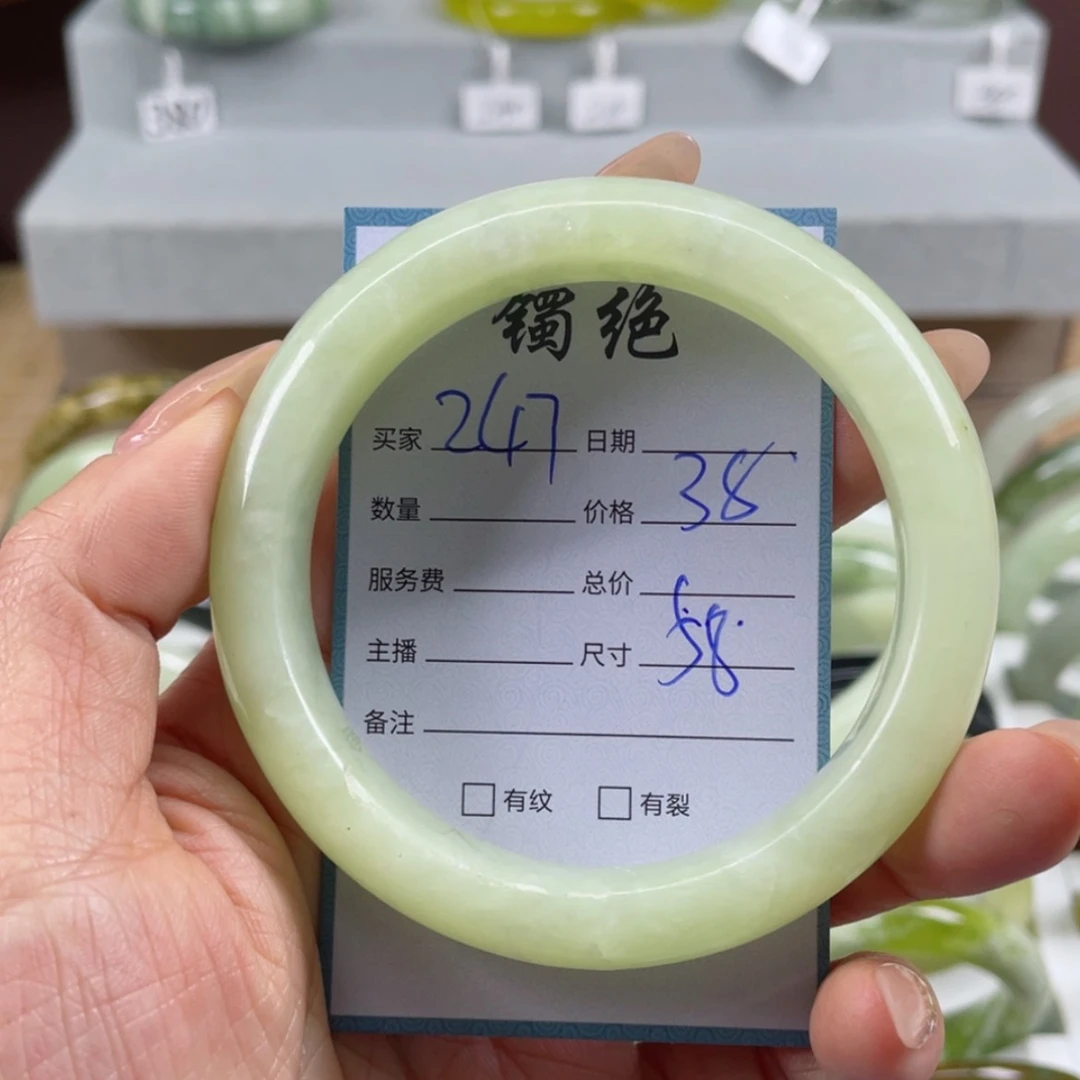 镯绝
买家 247 日期
数量 价格 38
服务费 总价
主播 尺寸 58
备注
有纹 有裂